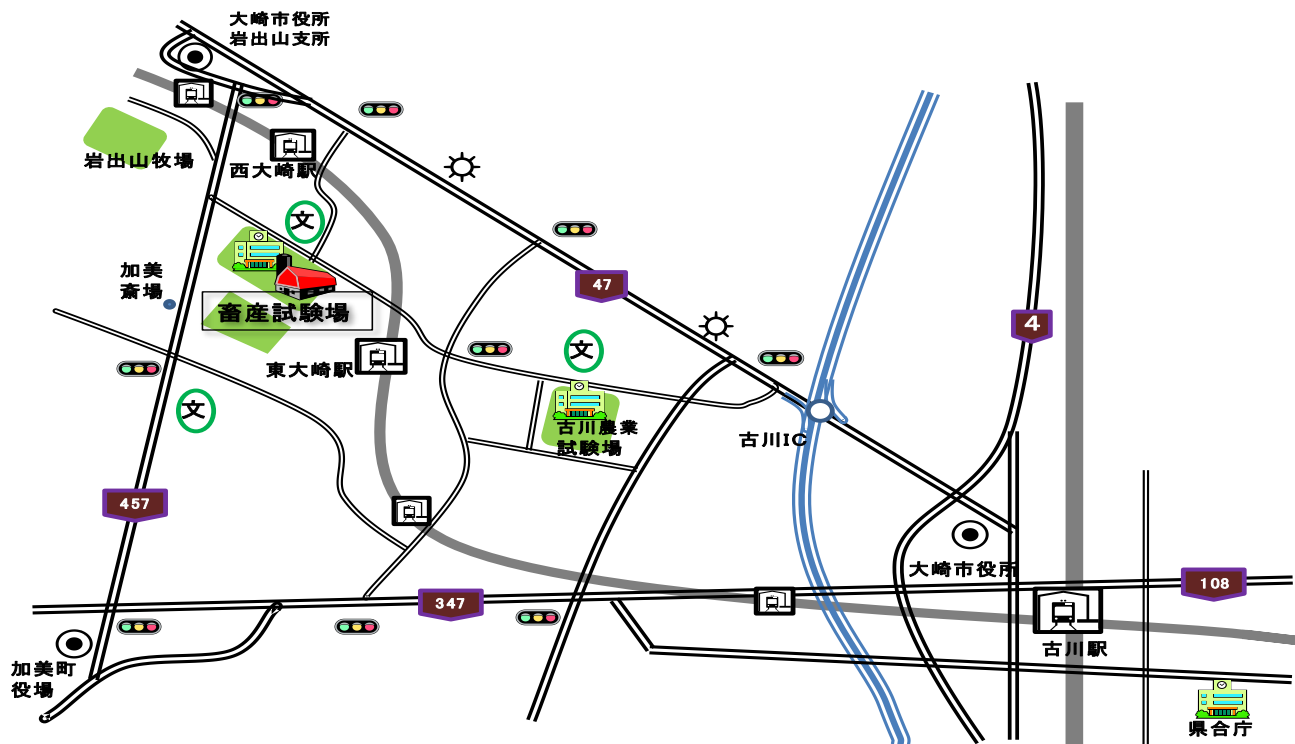 大崎市役所
岩出山支所
岩出山牧場
西大崎駅
文
加美
斎場
畜産試験場
47
4
文
東大崎駅
文
古川農業
試験場
古川IC
457
大崎市役所
347
108
古川駅
加美町
役場
県合庁